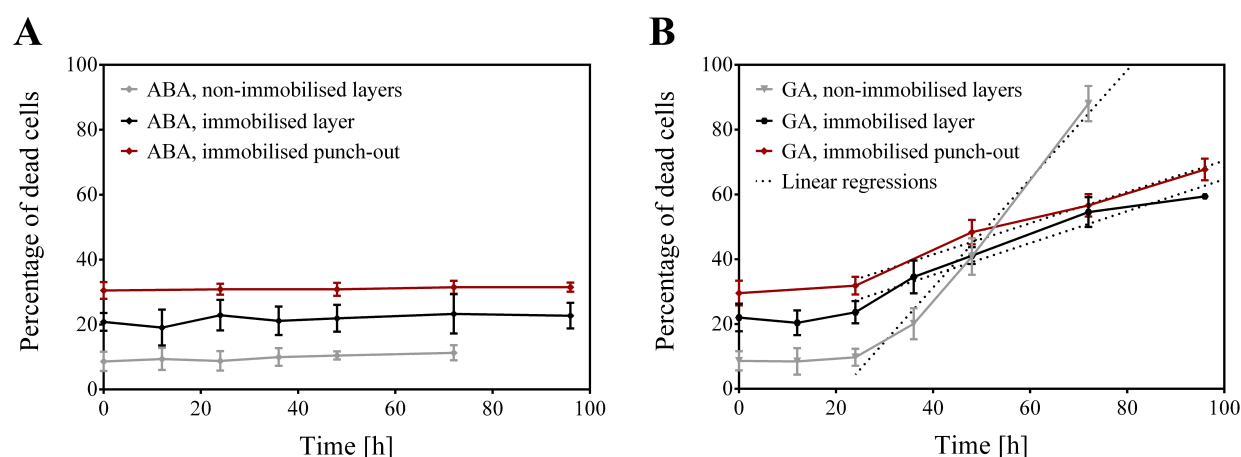 A
Percentage of dead cells
100
80
60
40
20
0
ABA, non-immobilised layers
ABA, immobilised layer
ABA, immobilised punch-out
0 20 40 60 80 100
Time [h]
B
Percentage of dead cells
100
80
60
40
20
0
GA, non-immobilised layers
GA, immobilised layer
GA, immobilised punch-out
Linear regressions
0 20 40 60 80 100
Time [h]